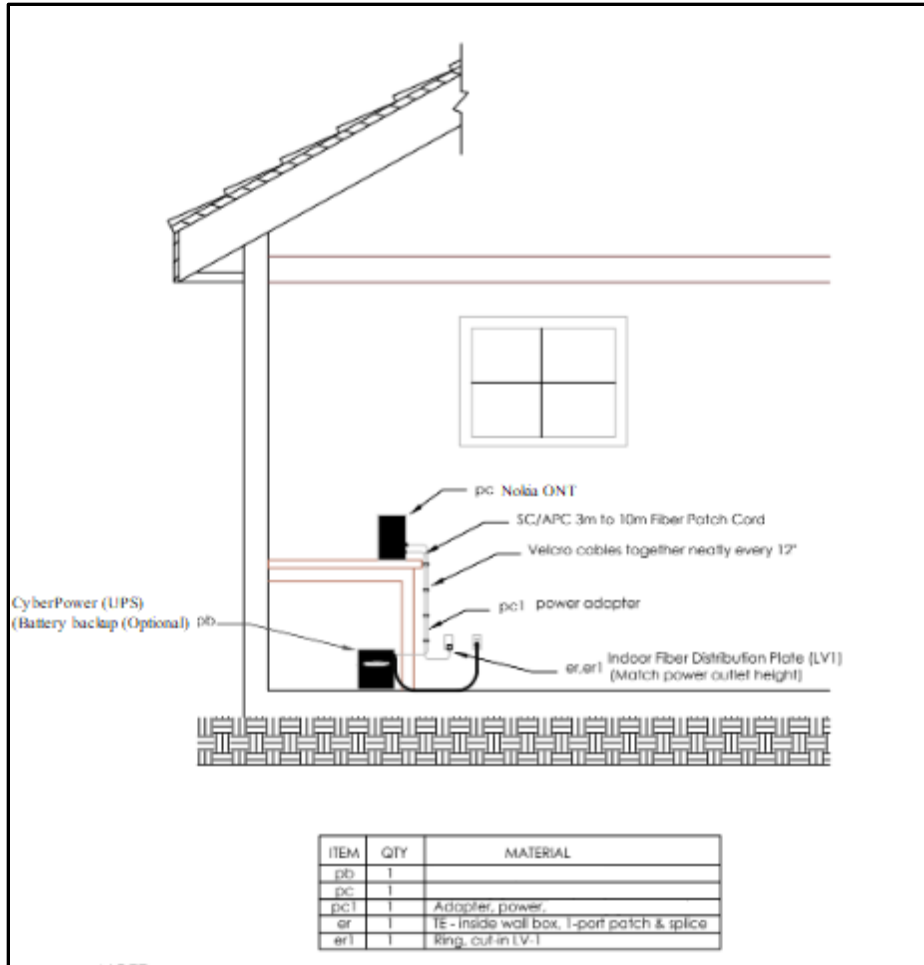 pc Nokia ONT
SC/APC 3m to 10m Fiber Patch Cord
Velcro cables together neatly every 12"
CyberPower (UPS)
(Battery backup (Optional) pb
pc1 power adapter
er,er1 Indoor Fiber Distribution Plate (LV1)
(Match power outlet height)
ITEM QTY MATERIAL
pb 1
pc 1
pc1 1 Adapter, power,
er 1 TE - inside wall box, 1-port patch & splice
er1 1 Ring, cut-in LV-1